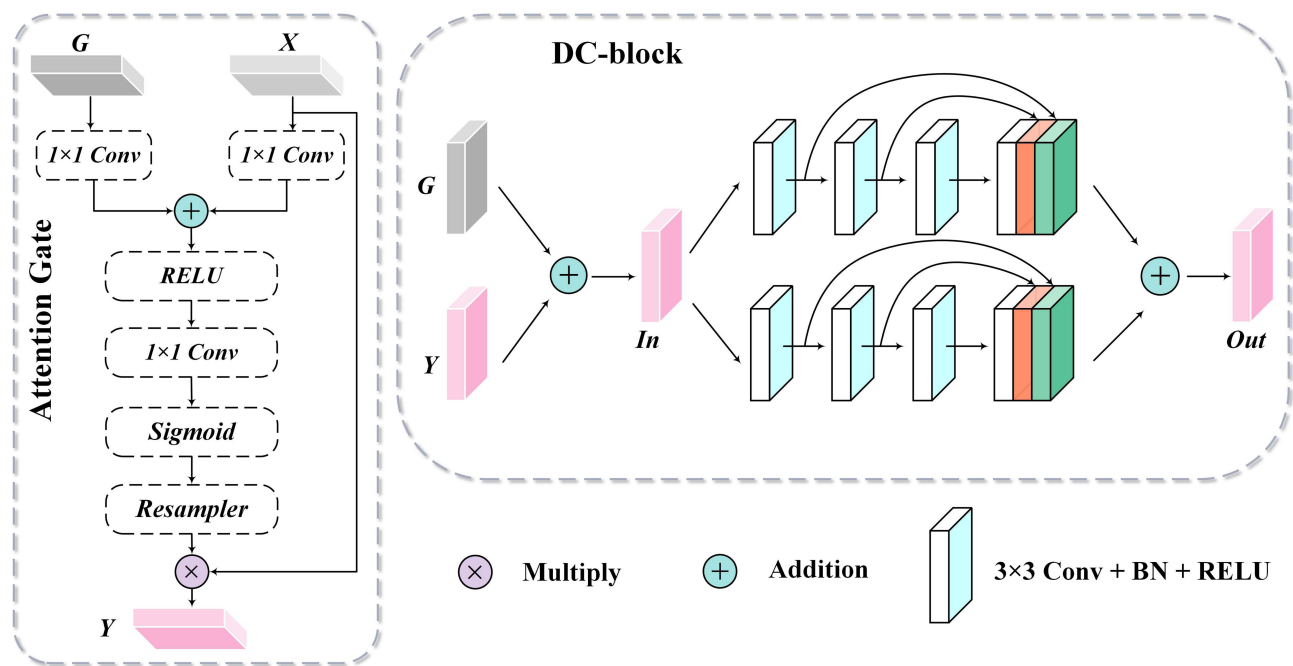 G
X
1×1 Conv
1×1 Conv
+
RELU
1×1 Conv
Sigmoid
Resampler
×
Y
Attention Gate
DC-block
G
Y
+
In
+
Out
× Multiply
+ Addition
3×3 Conv + BN + RELU